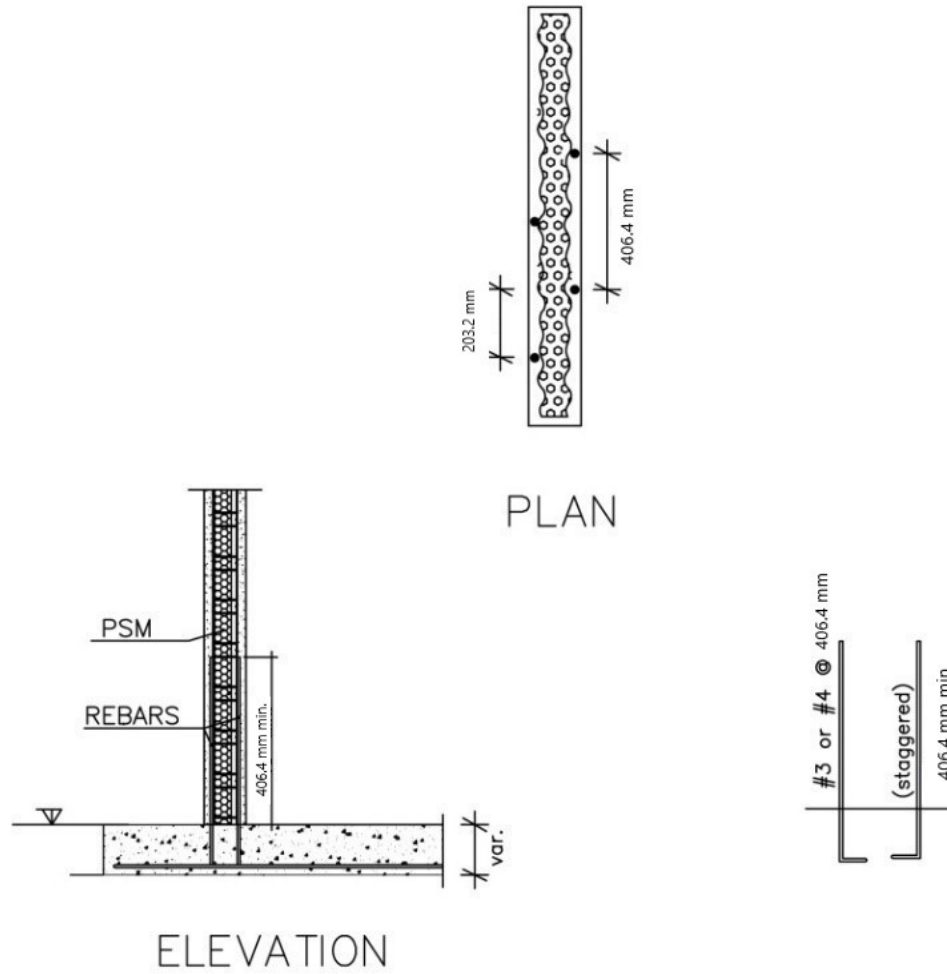 406.4 mm
203.2 mm
PLAN
PSM
REBARS
406.4 mm min.
var.
ELEVATION
#3 or #4 @ 406.4 mm
(staggered)
406.4 mm min